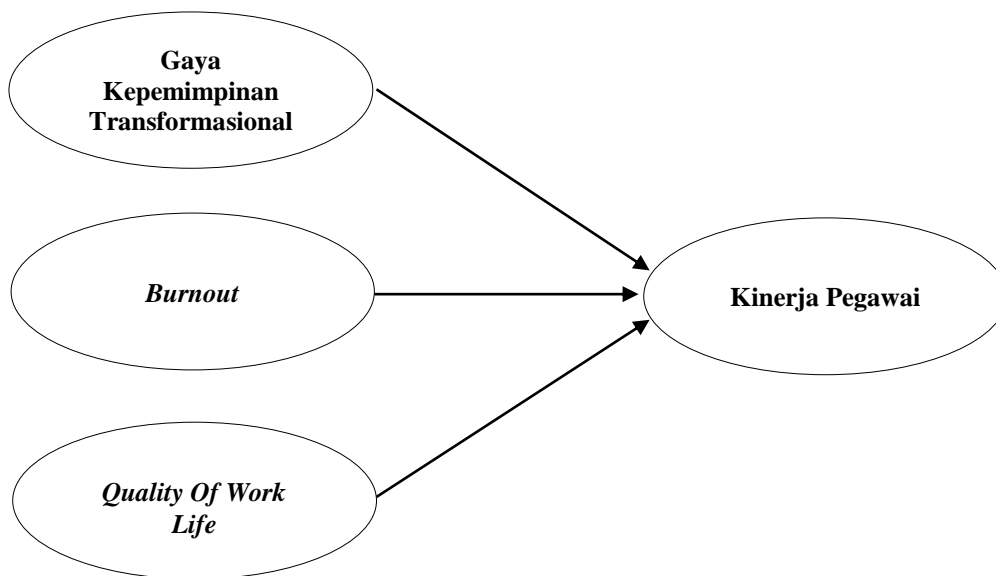 Gaya
Kepemimpinan
Transformasional
Burnout
Kinerja Pegawai
Quality Of Work
Life